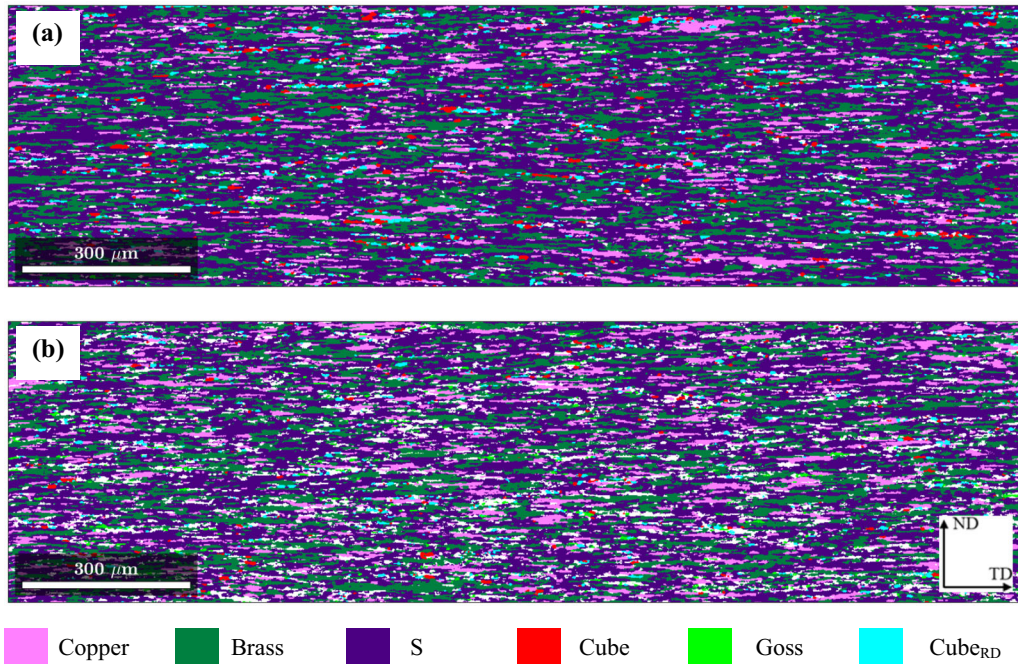 (a)
300 μm
(b)
300 μm
ND
TD
Copper Brass S Cube Goss CubeRD